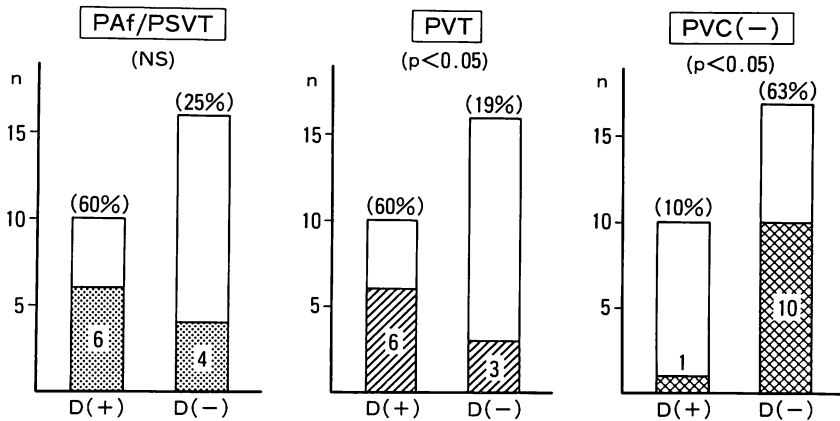 PAf/PSVT
(NS)
n
15
10
5
(60%)
(25%)
6
4
D(+) D(−)
PVT
(p<0.05)
n
15
10
5
(60%)
(19%)
6
3
D(+) D(−)
PVC(−)
(p<0.05)
n
15
10
5
(10%)
(63%)
1
10
D(+) D(−)